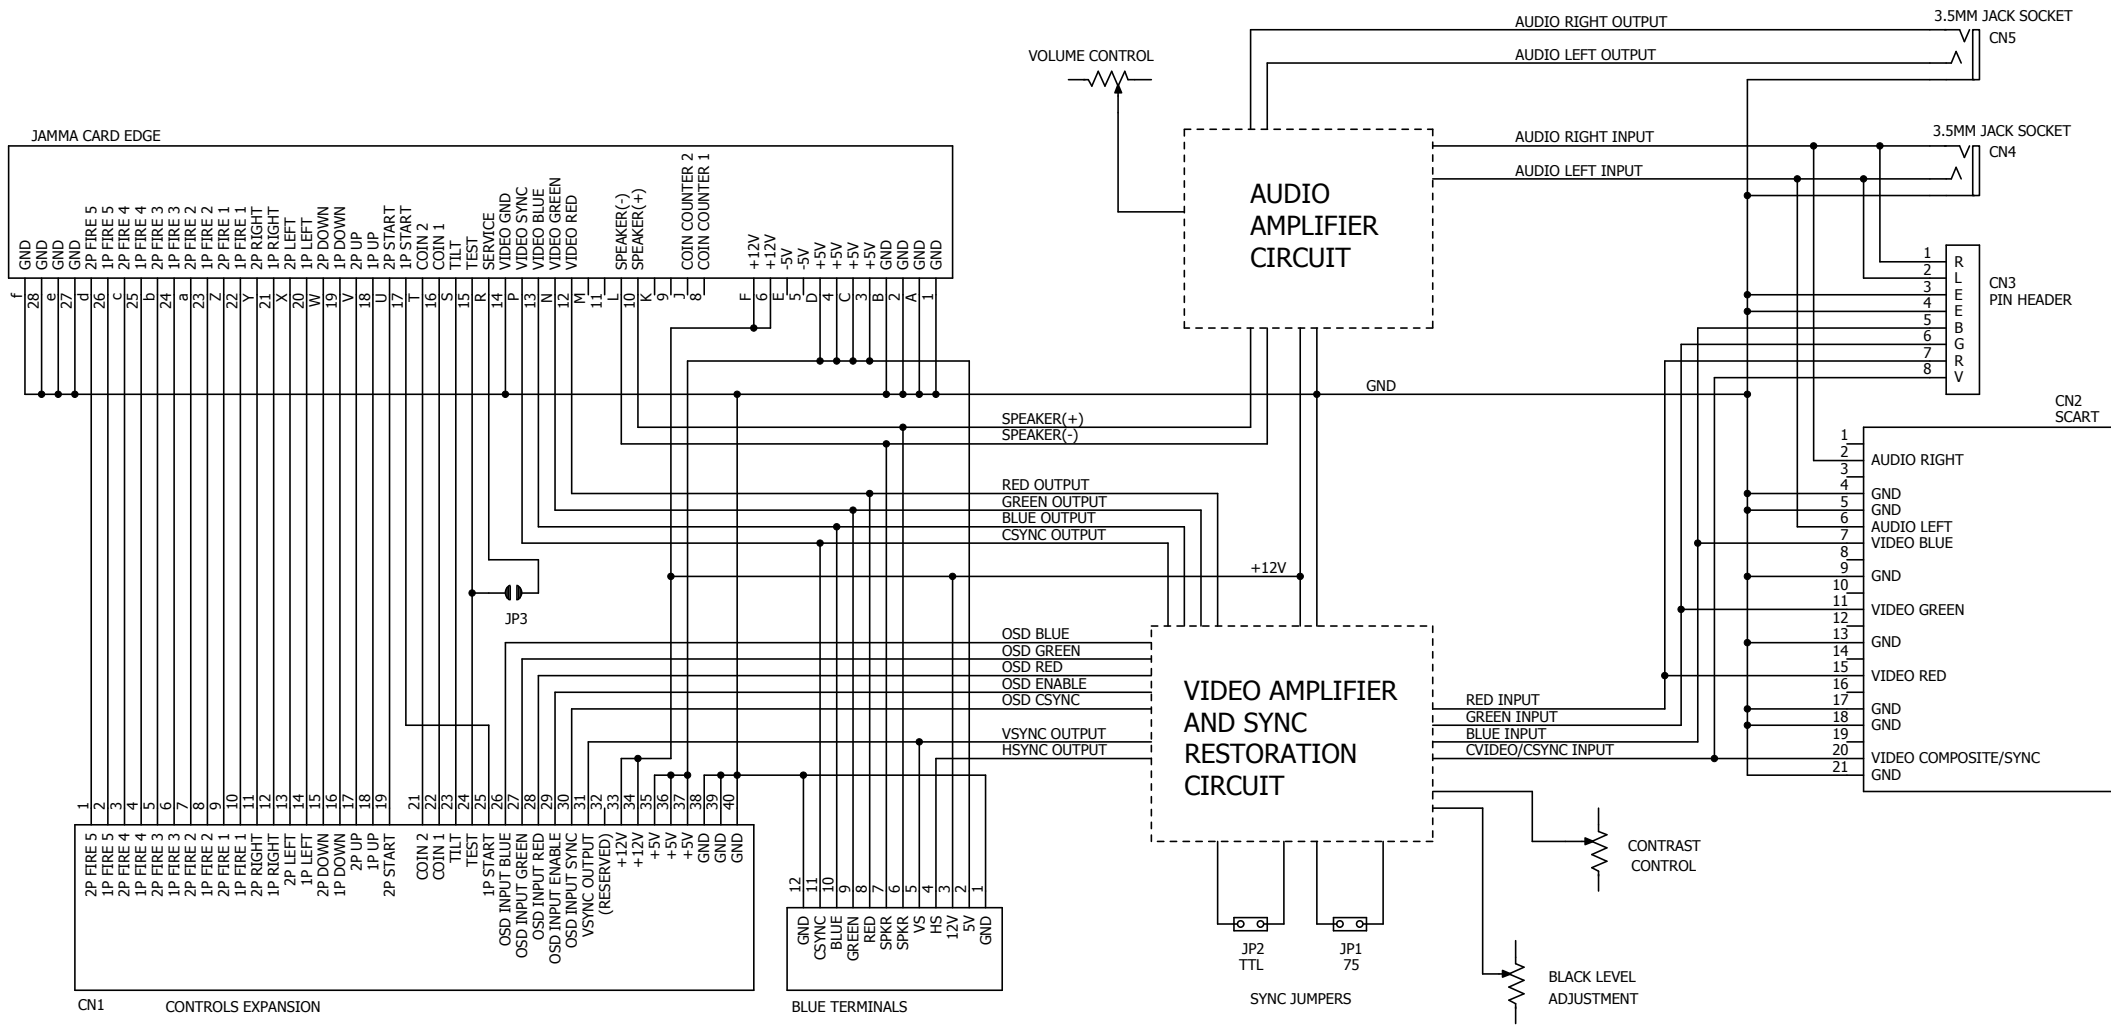 AUDIO RIGHT OUTPUT
3.5MM JACK SOCKET
CN5
AUDIO LEFT OUTPUT
VOLUME CONTROL
JAMMA CARD EDGE
AUDIO RIGHT INPUT
3.5MM JACK SOCKET
CN4
AUDIO LEFT INPUT
AUDIO
AMPLIFIER
CIRCUIT
GND
GND
GND
GND
2P FIRE 5
1P FIRE 5
2P FIRE 4
1P FIRE 4
2P FIRE 3
1P FIRE 3
2P FIRE 2
1P FIRE 2
2P FIRE 1
1P FIRE 1
2P RIGHT
1P RIGHT
2P LEFT
1P LEFT
2P DOWN
1P DOWN
2P UP
1P UP
2P START
1P START
COIN 2
COIN 1
TILT
TEST
SERVICE
VIDEO GND
VIDEO SYNC
VIDEO BLUE
VIDEO GREEN
VIDEO RED
SPEAKER(-)
SPEAKER(+)
COIN COUNTER 2
COIN COUNTER 1
+12V
+12V
-5V
-5V
+5V
+5V
+5V
+5V
GND
GND
GND
GND
f
28
e
27
d
26
c
25
b
24
a
23
Z
22
Y
21
X
20
W
19
V
18
U
17
T
16
S
15
R
14
P
13
N
12
M
11
L
10
K
9
J
8
F
6
E
5
D
4
C
3
B
2
A
1
1 R
2 L
3 E
4 E
5 B
6 G
7 R
8 V
CN3
PIN HEADER
GND
SPEAKER(+)
SPEAKER(-)
CN2
SCART
1
2 AUDIO RIGHT
3
4 GND
5 GND
6 AUDIO LEFT
7 VIDEO BLUE
8
9 GND
10
11 VIDEO GREEN
12
13 GND
14
15 VIDEO RED
16
17 GND
18 GND
19
20 VIDEO COMPOSITE/SYNC
21 GND
RED OUTPUT
GREEN OUTPUT
BLUE OUTPUT
CSYNC OUTPUT
+12V
JP3
OSD BLUE
OSD GREEN
OSD RED
OSD ENABLE
OSD CSYNC
VSYNC OUTPUT
HSYNC OUTPUT
VIDEO AMPLIFIER
AND SYNC
RESTORATION
CIRCUIT
RED INPUT
GREEN INPUT
BLUE INPUT
CVIDEO/CSYNC INPUT
1
2
3
4
5
6
7
8
9
10
11
12
13
14
15
16
17
18
19
21
22
23
24
25
26
27
28
29
30
31
32
33
34
35
36
37
38
39
40
2P FIRE 5
1P FIRE 5
2P FIRE 4
1P FIRE 4
2P FIRE 3
1P FIRE 3
2P FIRE 2
1P FIRE 2
2P FIRE 1
1P FIRE 1
2P RIGHT
1P RIGHT
2P LEFT
1P LEFT
2P DOWN
1P DOWN
2P UP
1P UP
2P START
COIN 2
COIN 1
TILT
TEST
1P START
OSD INPUT BLUE
OSD INPUT GREEN
OSD INPUT RED
OSD INPUT ENABLE
OSD INPUT SYNC
VSYNC OUTPUT
(RESERVED)
+12V
+12V
+5V
+5V
+5V
GND
GND
GND
CN1
CONTROLS EXPANSION
12
11
10
9
8
7
6
5
4
3
2
1
GND
CSYNC
BLUE
GREEN
RED
SPKR
SPKR
VS
HS
12V
5V
GND
BLUE TERMINALS
JP2
TTL
JP1
75
SYNC JUMPERS
CONTRAST
CONTROL
BLACK LEVEL
ADJUSTMENT